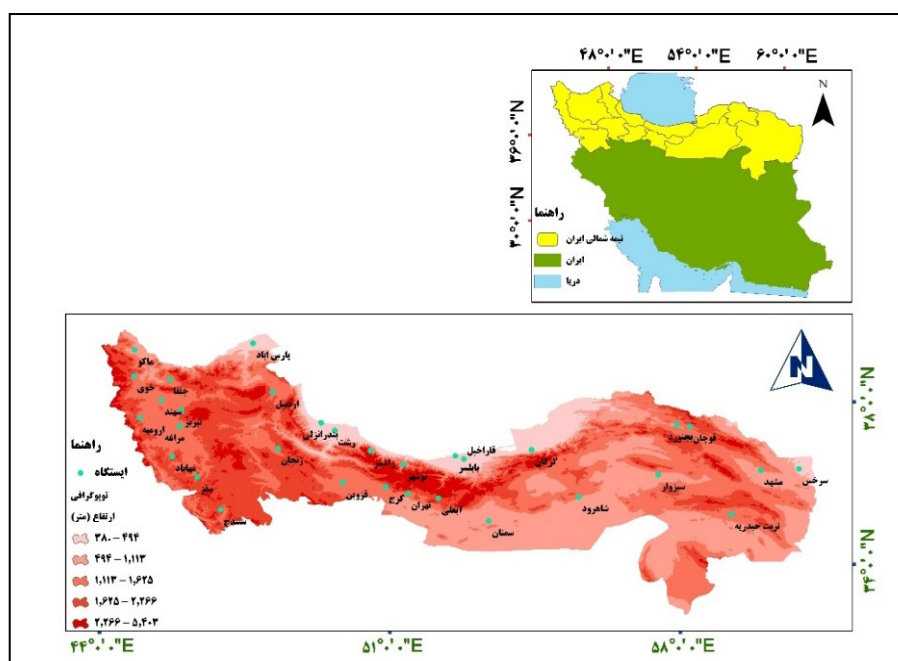 ۴۸°۰'۰"E ۵۴°۰'۰"E ۶۰°۰'۰"E
N
۳۶°۰'۰"N
۳۰°۰'۰"N
راهنما
نیمه شمالی ایران
ایران
دریا
N
۳۸°۰'۰"N
۳۴°۰'۰"N
پارس اباد
ماکو
خوی
جلفا
اردبیل
سهند
تبریز
ارومیه
مراغه
بندرانزلی
رشت
رامسر
نوشهر
قاراخیل
بابلسر
گرگان
بجنورد
قوچان
زنجان
مهاباد
سقز
سنندج
قزوین
کرج
تهران
آبعلی
سمنان
شاهرود
سبزوار
مشهد
سرخس
تربت حیدریه
راهنما
ایستگاه
توپوگرافی
ارتفاع (متر)
۳۸۰ – ۴۹۴
۴۹۴ – ۱,۱۱۳
۱,۱۱۳ – ۱,۶۲۵
۱,۶۲۵ – ۲,۲۶۶
۲,۲۶۶ – ۵,۴۰۳
۴۴°۰'۰"E ۵۱°۰'۰"E ۵۸°۰'۰"E